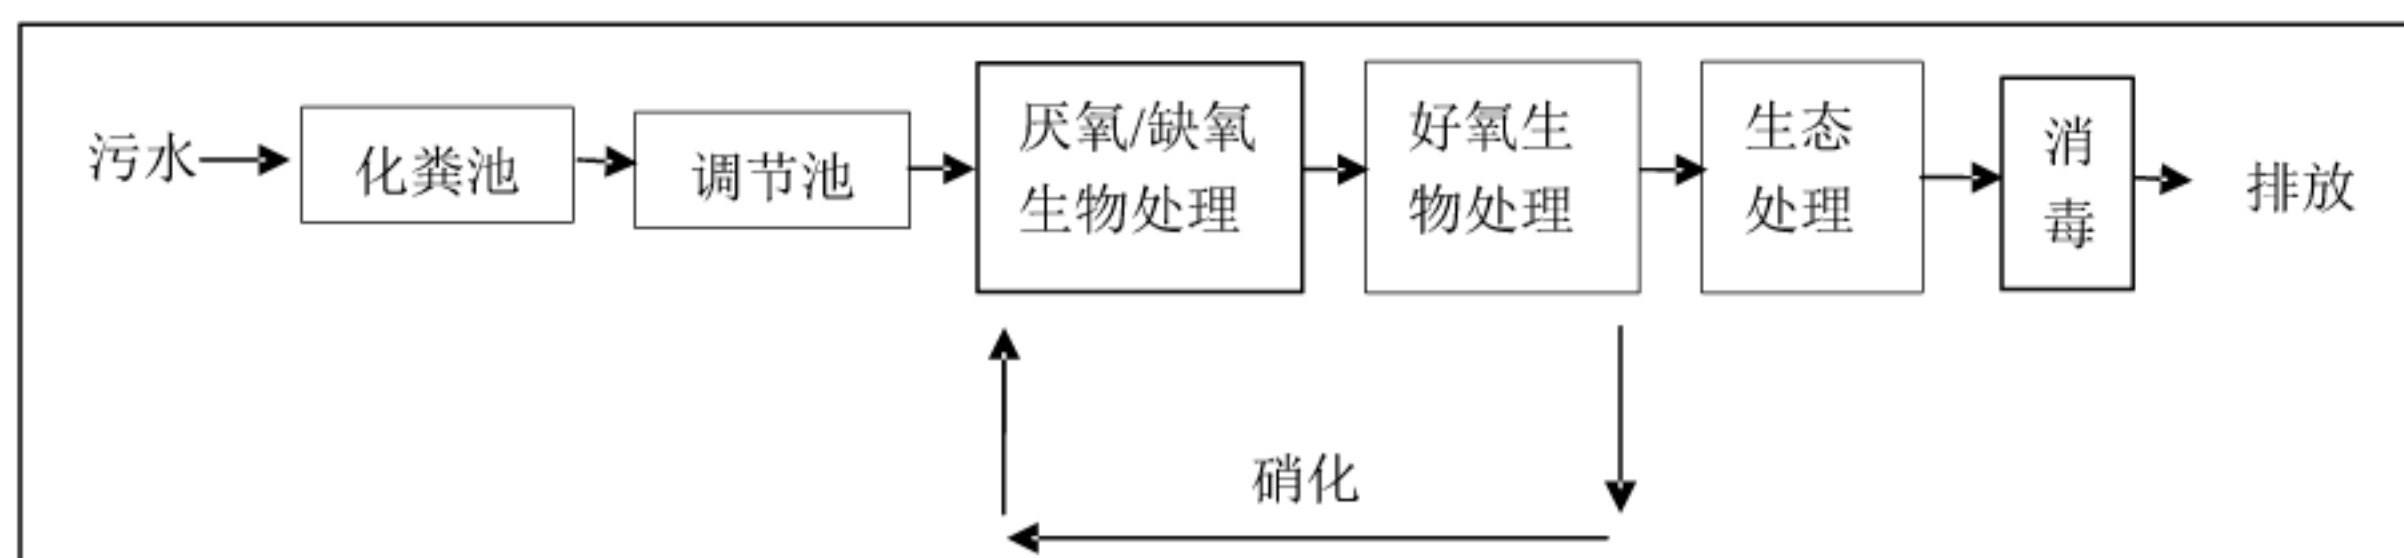 污水
化粪池
调节池
厌氧/缺氧
生物处理
好氧生
物处理
生态
处理
消
毒
排放
硝化